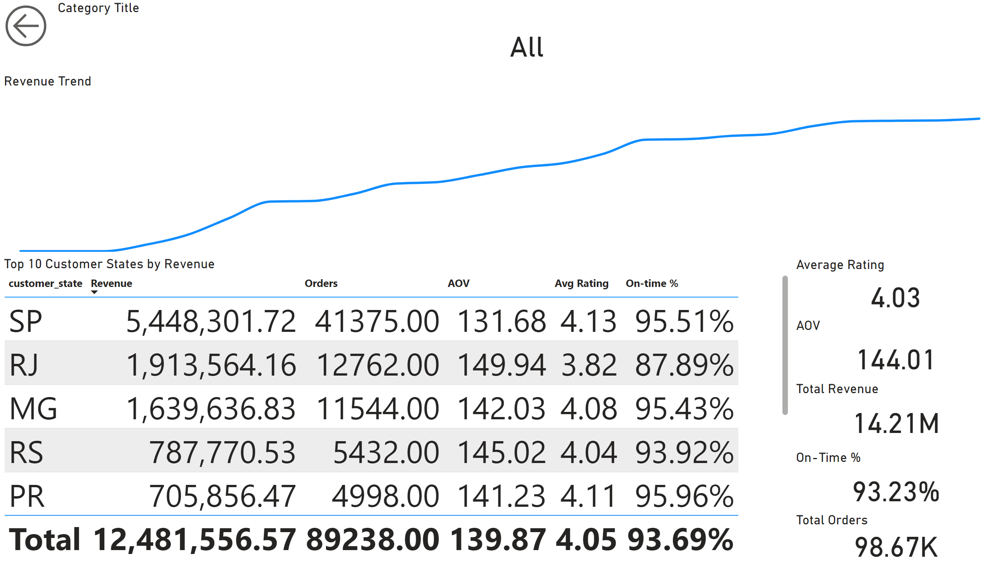 Category Title
All
Revenue Trend
Top 10 Customer States by Revenue
customer_state Revenue Orders AOV Avg Rating On-time %
SP 5,448,301.72 41375.00 131.68 4.13 95.51%
RJ 1,913,564.16 12762.00 149.94 3.82 87.89%
MG 1,639,636.83 11544.00 142.03 4.08 95.43%
RS 787,770.53 5432.00 145.02 4.04 93.92%
PR 705,856.47 4998.00 141.23 4.11 95.96%
Total 12,481,556.57 89238.00 139.87 4.05 93.69%
Average Rating
4.03
AOV
144.01
Total Revenue
14.21M
On-Time %
93.23%
Total Orders
98.67K